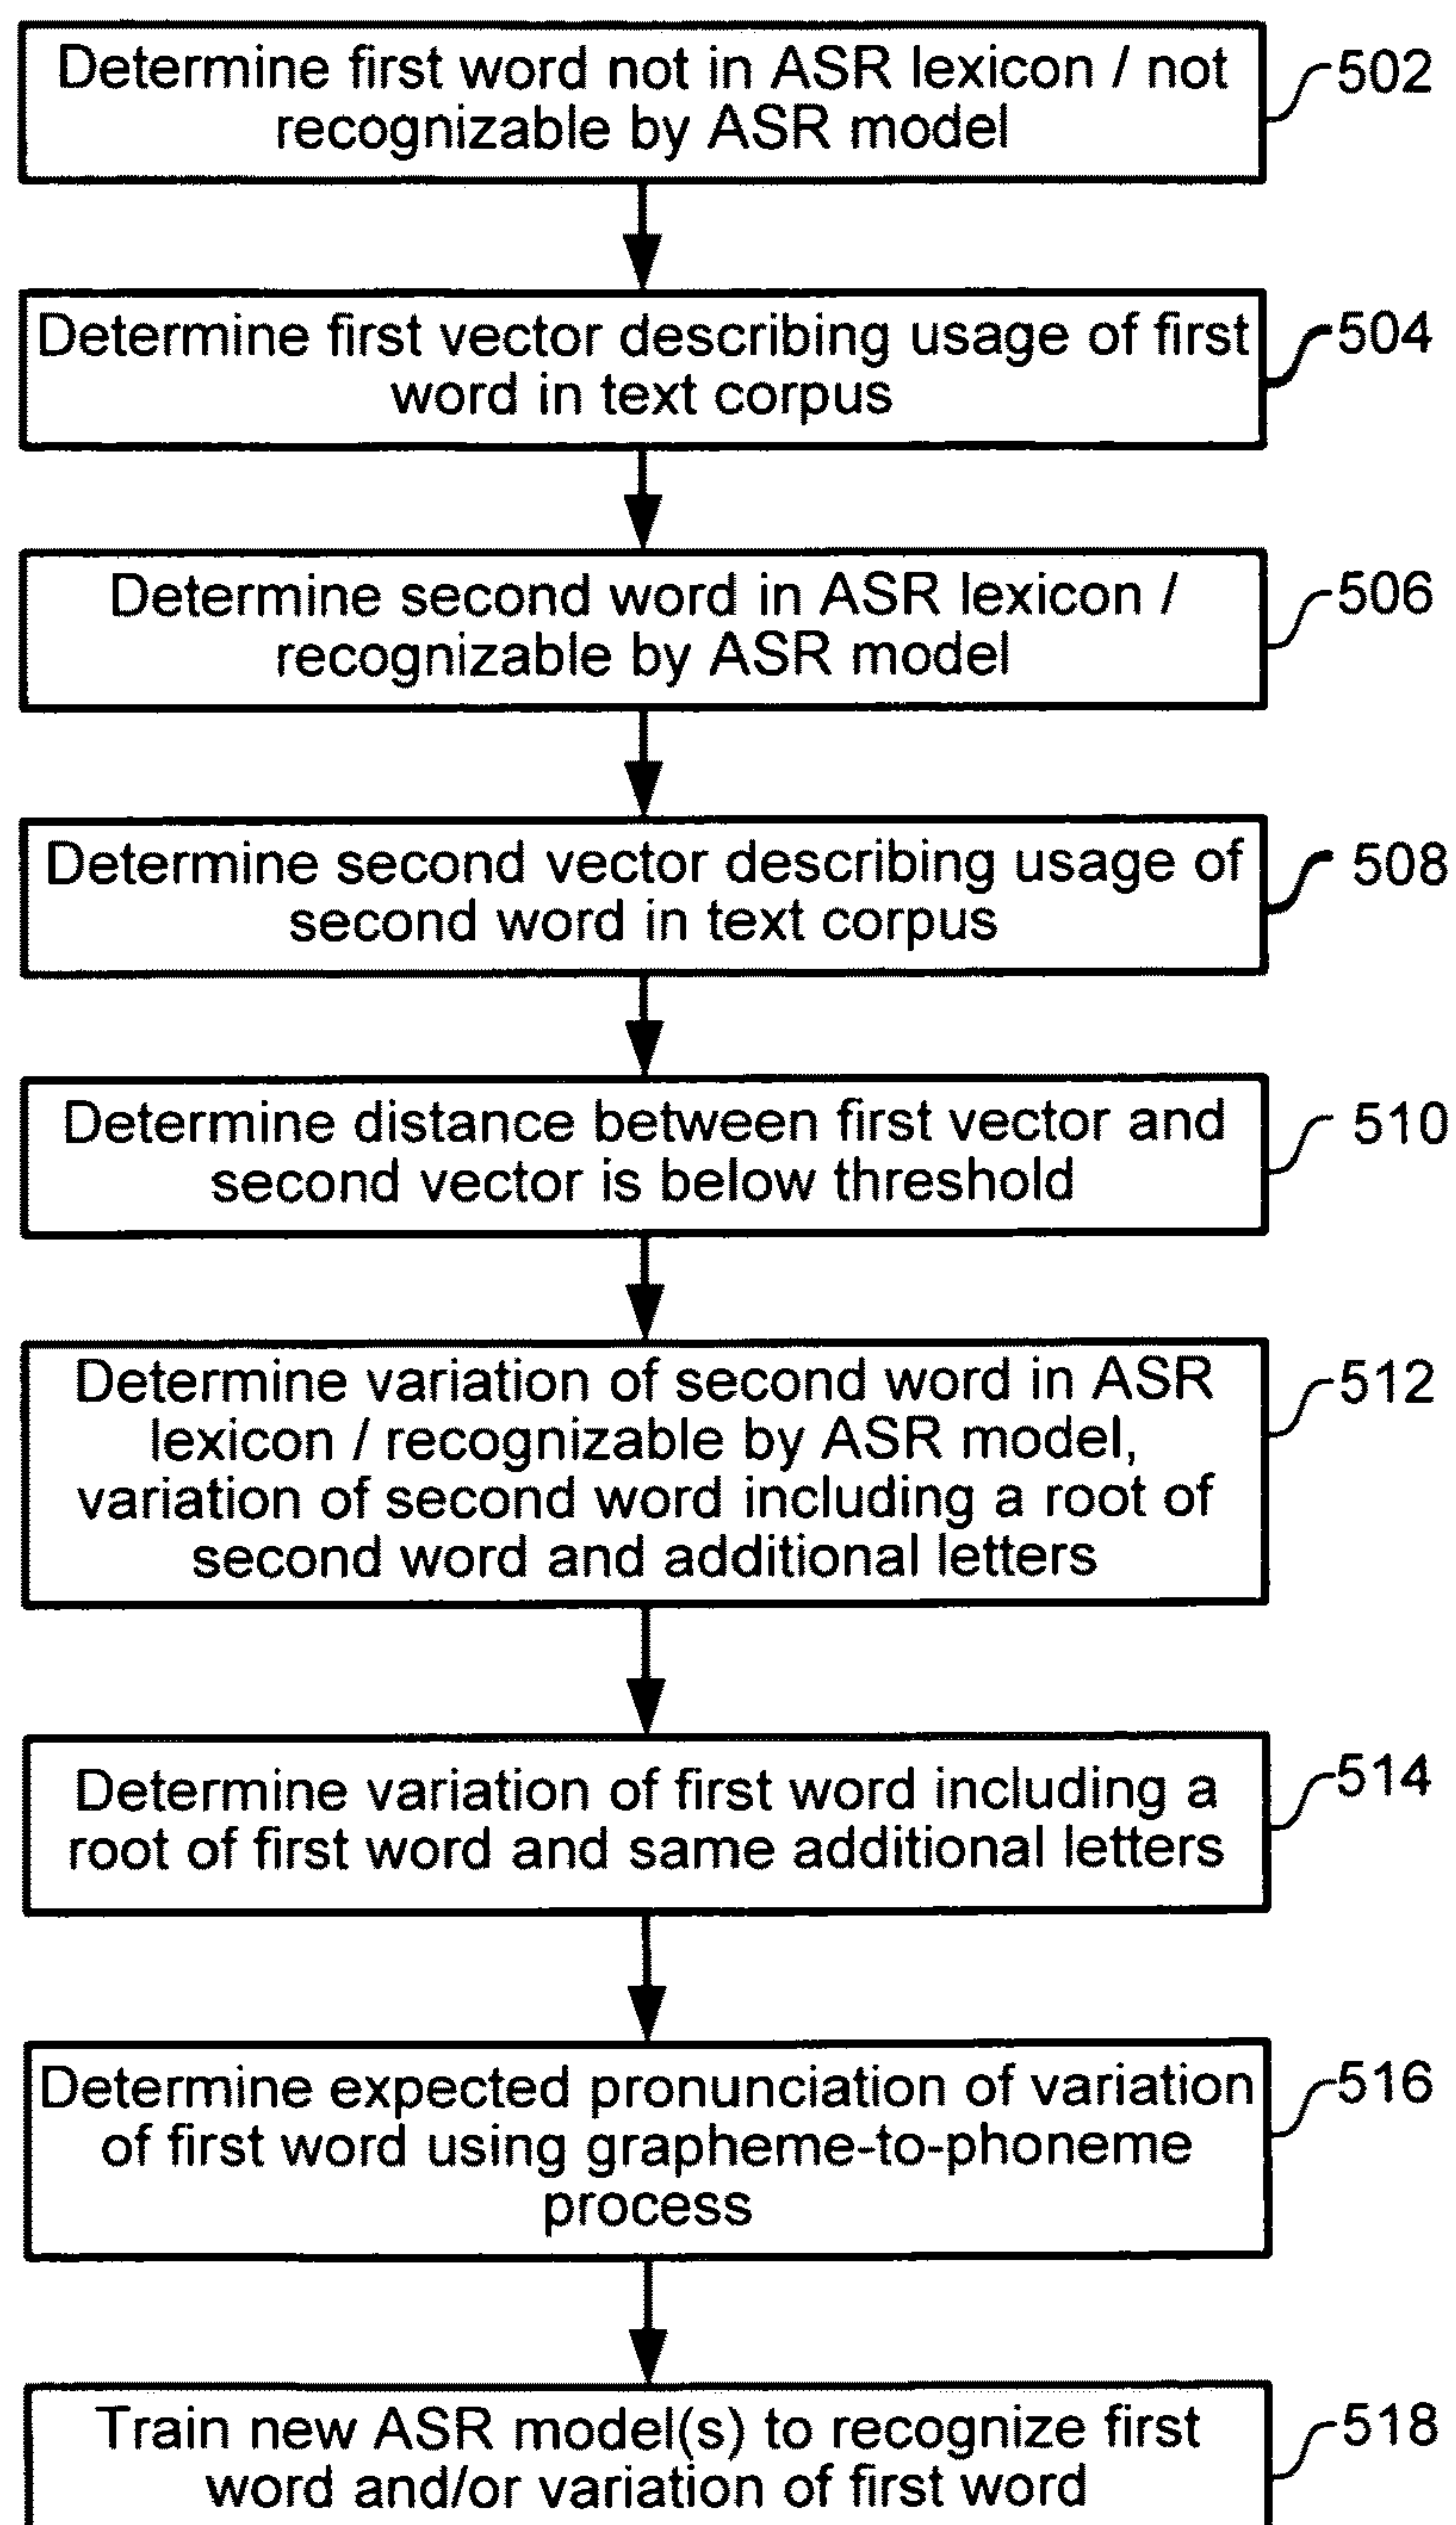 Determine first word not in ASR lexicon / not
recognizable by ASR model
502
Determine first vector describing usage of first
word in text corpus
504
Determine second word in ASR lexicon /
recognizable by ASR model
506
Determine second vector describing usage of
second word in text corpus
508
Determine distance between first vector and
second vector is below threshold
510
Determine variation of second word in ASR
lexicon / recognizable by ASR model,
variation of second word including a root of
second word and additional letters
512
Determine variation of first word including a
root of first word and same additional letters
514
Determine expected pronunciation of variation
of first word using grapheme-to-phoneme
process
516
Train new ASR model(s) to recognize first
word and/or variation of first word
518